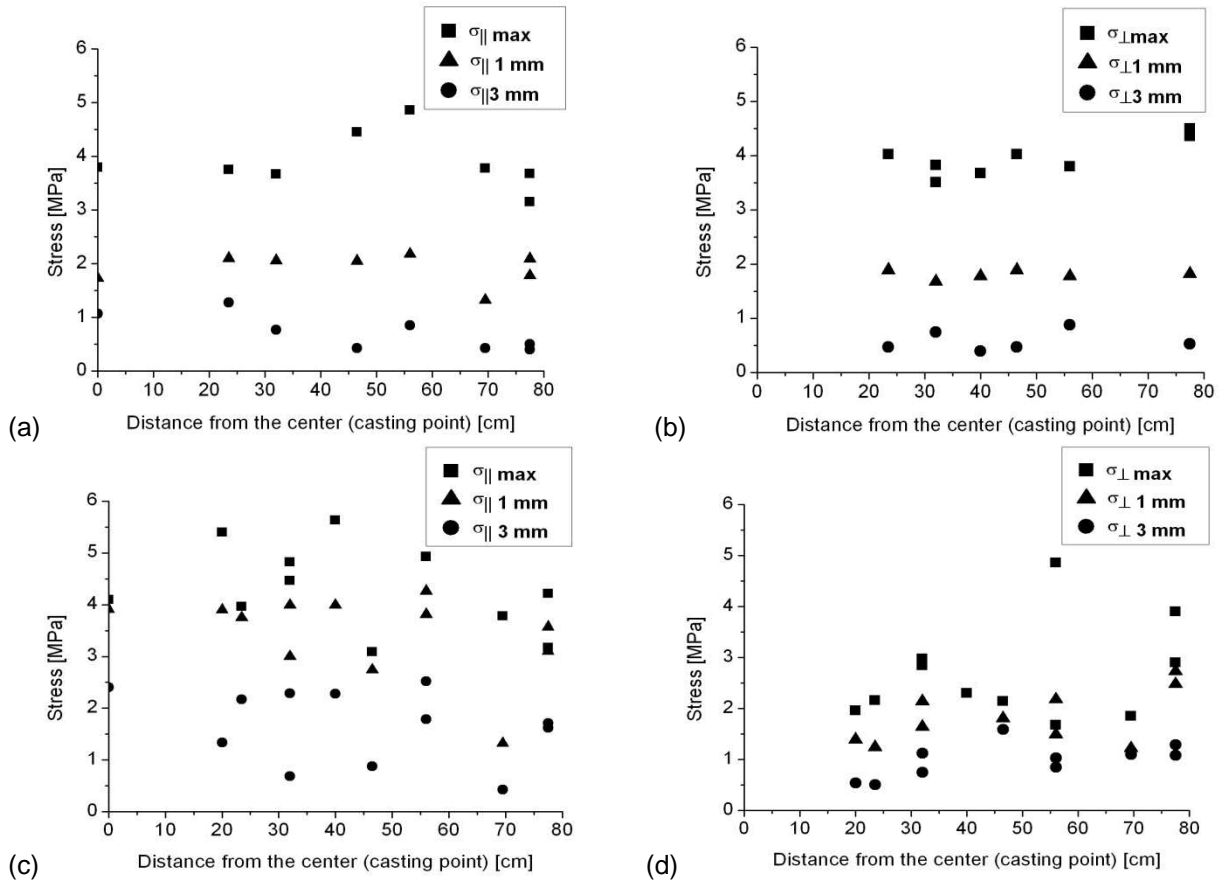 σ|| max
σ|| 1 mm
σ||3 mm
6
5
4
3
2
1
0
Stress [MPa]
0 10 20 30 40 50 60 70 80
Distance from the center (casting point) [cm]
(a)
σ⊥max
σ⊥1 mm
σ⊥3 mm
6
5
4
3
2
1
0
Stress [MPa]
0 10 20 30 40 50 60 70 80
Distance from the center (casting point) [cm]
(b)
σ|| max
σ|| 1 mm
σ|| 3 mm
6
5
4
3
2
1
0
Stress [MPa]
0 10 20 30 40 50 60 70 80
Distance from the center (casting point) [cm]
(c)
σ⊥ max
σ⊥ 1 mm
σ⊥ 3 mm
6
5
4
3
2
1
0
Stress [MPa]
0 10 20 30 40 50 60 70 80
Distance from the center (casting point) [cm]
(d)